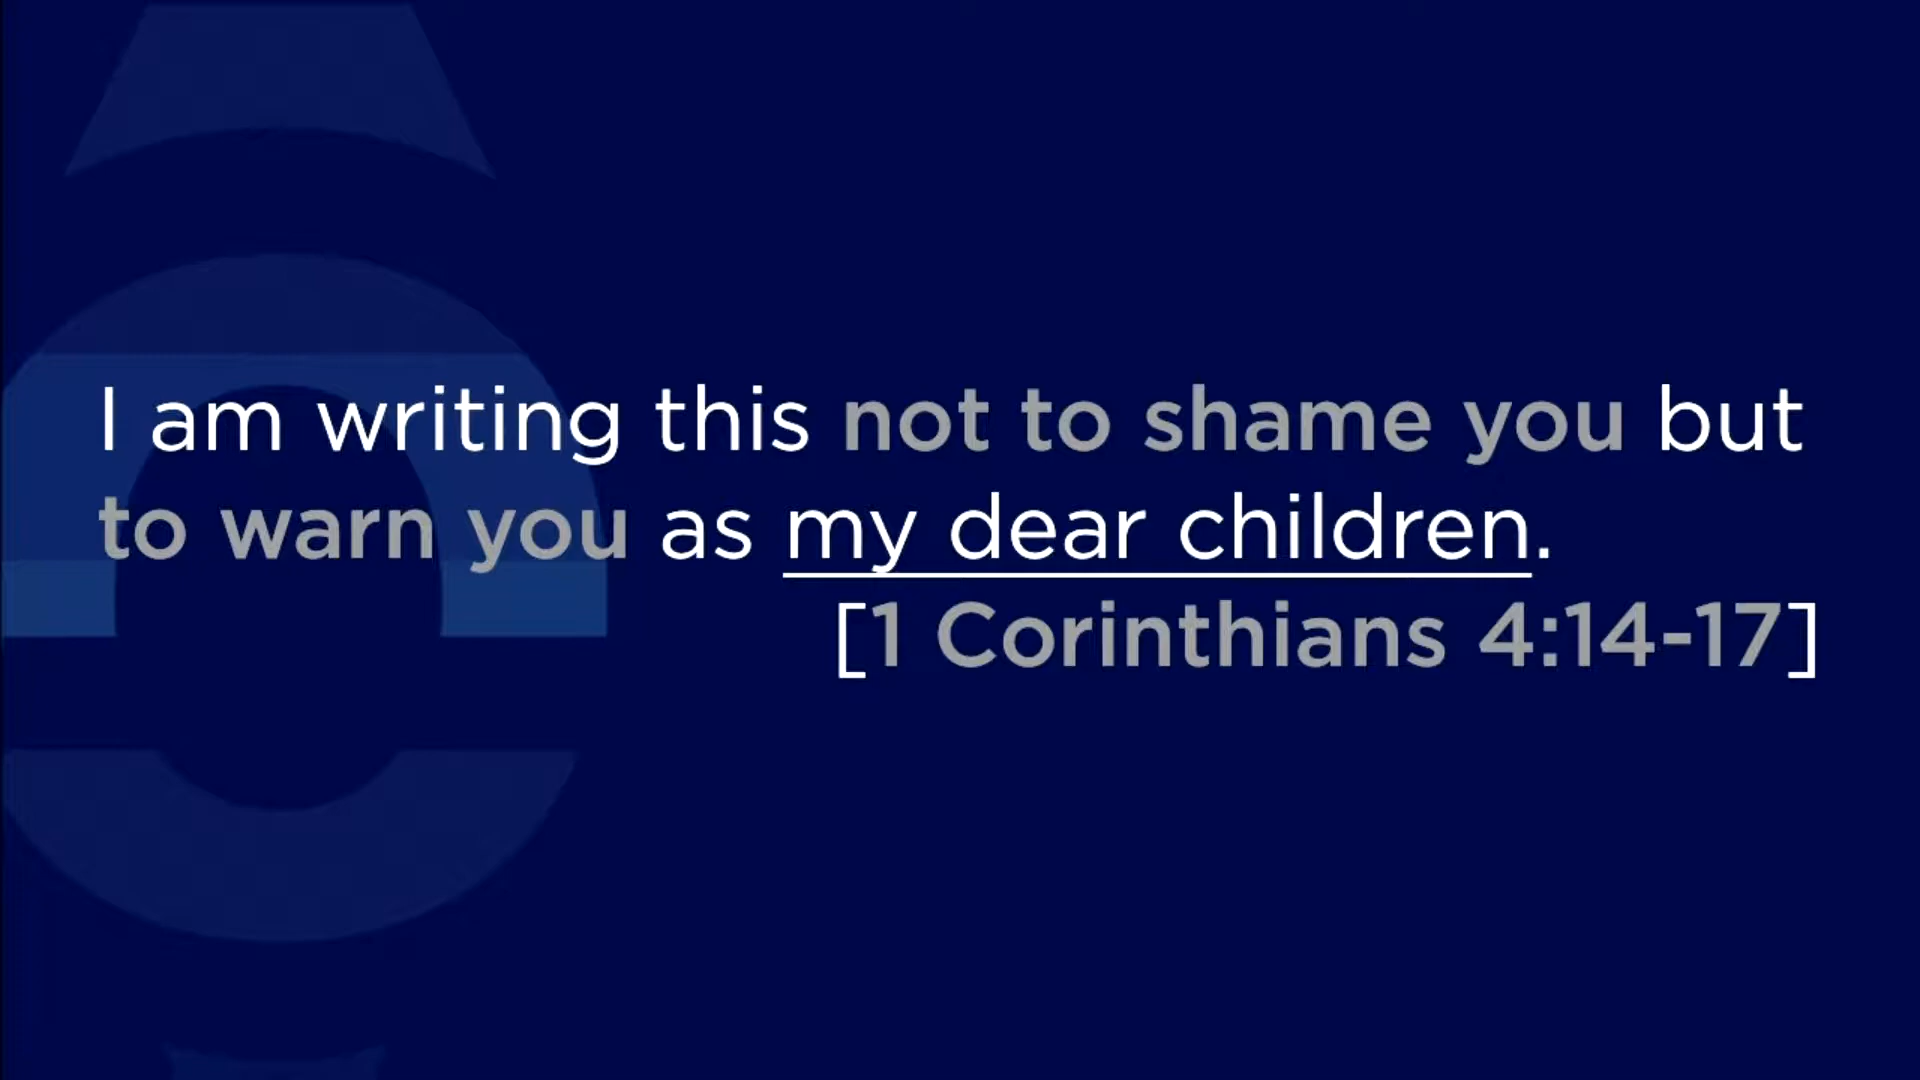 I am writing this not to shame you but
to warn you as my dear children.
[1 Corinthians 4:14-17]